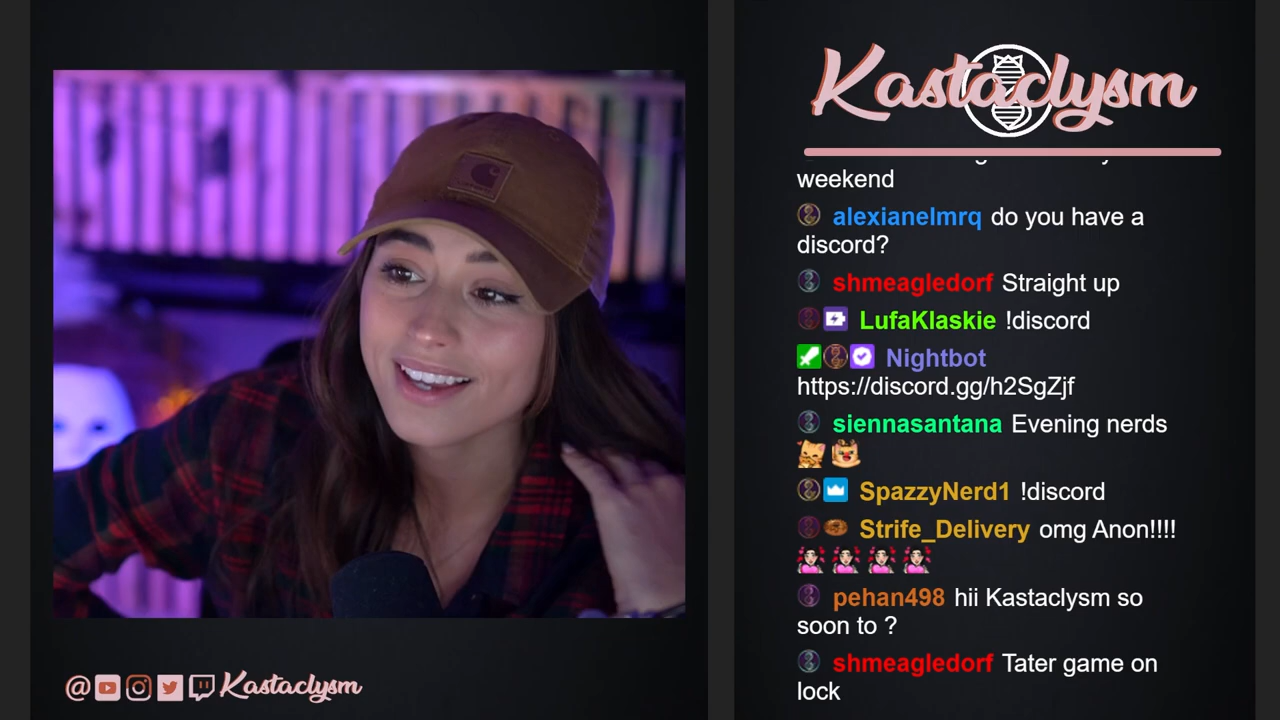 Kastaclysm
weekend
alexianelmrq do you have a
discord?
shmeagledorf Straight up
LufaKlaskie !discord
Nightbot
https://discord.gg/h2SgZjf
siennasantana Evening nerds
SpazzyNerd1 !discord
Strife_Delivery omg Anon!!!!
pehan498 hii Kastaclysm so
soon to ?
shmeagledorf Tater game on
lock
@ Kastaclysm